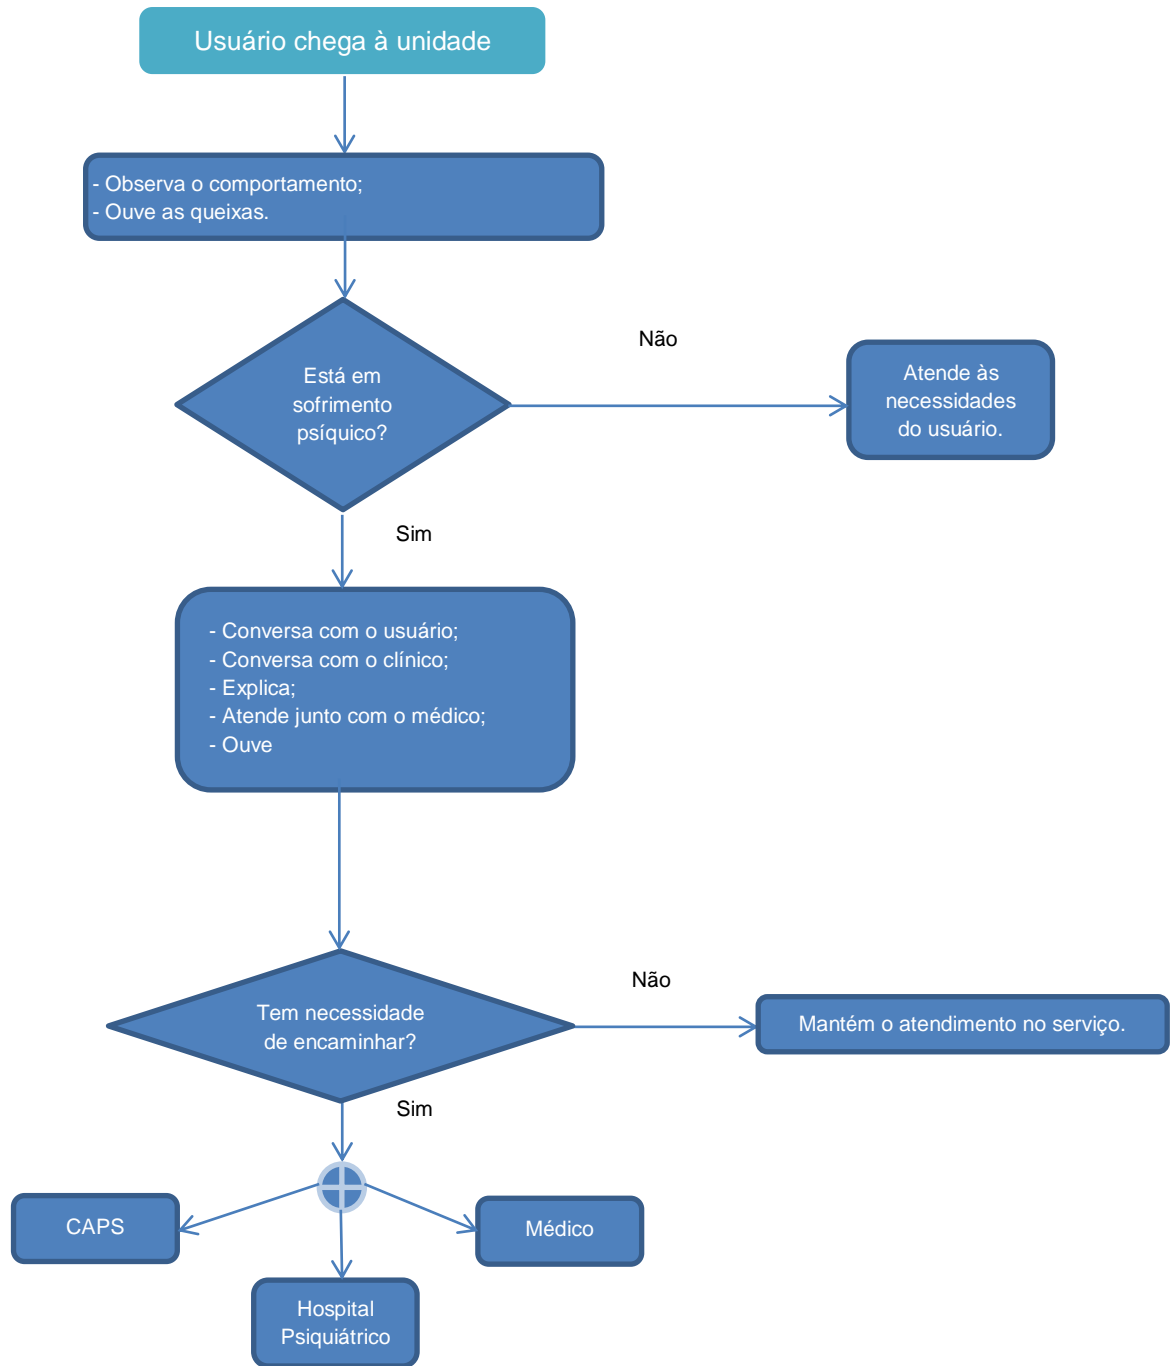 Usuário chega à unidade
- Observa o comportamento;
- Ouve as queixas.
Não
Está em
sofrimento
psíquico?
Atende às
necessidades
do usuário.
Sim
- Conversa com o usuário;
- Conversa com o clínico;
- Explica;
- Atende junto com o médico;
- Ouve
Não
Tem necessidade
de encaminhar?
Mantém o atendimento no serviço.
Sim
CAPS
Médico
Hospital
Psiquiátrico